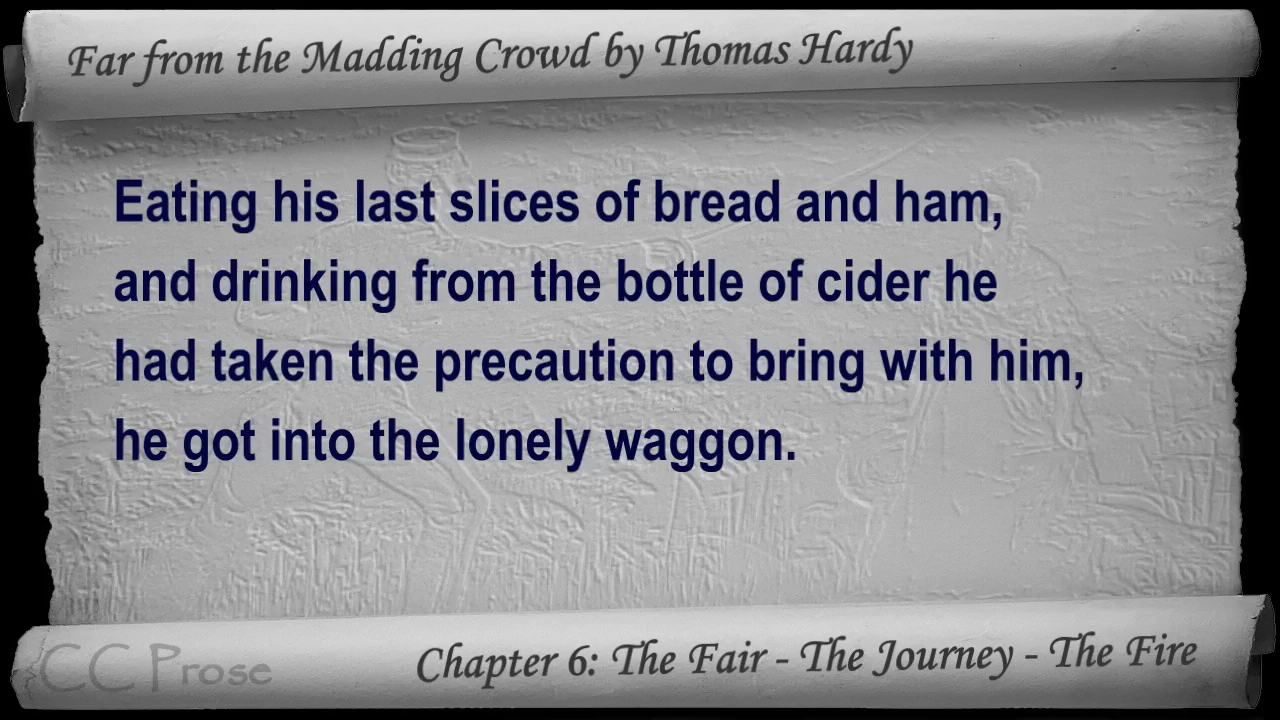 Far from the Madding Crowd by Thomas Hardy
Eating his last slices of bread and ham,
and drinking from the bottle of cider he
had taken the precaution to bring with him,
he got into the lonely waggon.
CC Prose
Chapter 6: The Fair - The Journey - The Fire